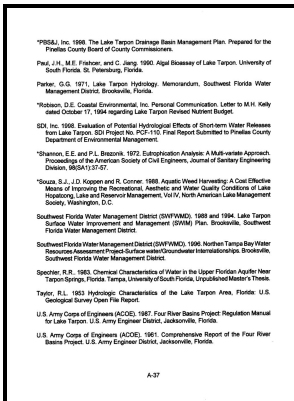 *PBS&J, Inc. 1998. The Lake Tarpon Drainage Basin Management Plan. Prepared for the
Pinellas County Board of County Commissioners.
Paul, J.H., M.E. Frishcer, and C. Jiang. 1990. Algal Bioassay of Lake Tarpon. University of
South Florida. St. Petersburg, Florida.
Parker, G.G. 1971, Lake Tarpon Hydrology. Memorandum, Southwest Florida Water
Management District. Brooksville, Florida.
*Robison, D.E. Coastal Environmental, Inc. Personal Communication. Letter to M.H. Kelly
dated October 17, 1994 regarding Lake Tarpon Revised Nutrient Budget.
SDI, Inc. 1998. Evaluation of Potential Hydrological Effects of Short-term Water Releases
from Lake Tarpon. SDI Project No. PCF-110, Final Report Submitted to Pinellas County
Department of Environmental Management.
*Shannon, E.E. and P.L. Brezonik. 1972. Eutrophication Analysis: A Multi-variate Approach.
Proceedings of the American Society of Civil Engineers, Journal of Sanitary Engineering
Division, 98(SA1):37-57.
*Souza, S.J., J.D. Koppen and R. Conner. 1988. Aquatic Weed Harvesting: A Cost Effective
Means of Improving the Recreational, Aesthetic and Water Quality Conditions of Lake
Hopatcong, Lake and Reservoir Management, Vol IV, North American Lake Management
Society, Washington, D.C.
Southwest Florida Water Management District (SWFWMD). 1988 and 1994. Lake Tarpon
Surface Water Improvement and Management (SWIM) Plan. Brooksville, Southwest
Florida Water Management District.
Southwest Florida Water Management District (SWFWMD). 1996. Northen Tampa Bay Water
Resources Assessment Project-Surface water/Groundwater Interrelationships. Brooksville,
Southwest Florida Water Management District.
Spechler, R.R.. 1983. Chemical Characteristics of Water in the Upper Floridan Aquifer Near
Tarpon Springs, Florida. Tampa, University of South Florida, Unpublished Master's Thesis.
Taylor, R.L. 1953 Hydrologic Characteristics of the Lake Tarpon Area, Florida: U.S.
Geological Survey Open File Report.
U.S. Army Corps of Engineers (ACOE). 1987. Four River Basins Project: Regulation Manual
for Lake Tarpon. U.S. Army Engineer District, Jacksonville, Florida.
U.S. Army Corps of Engineers (ACOE). 1961. Comprehensive Report of the Four River
Basins Project. U.S. Army Engineer District, Jacksonville, Florida.
A-37